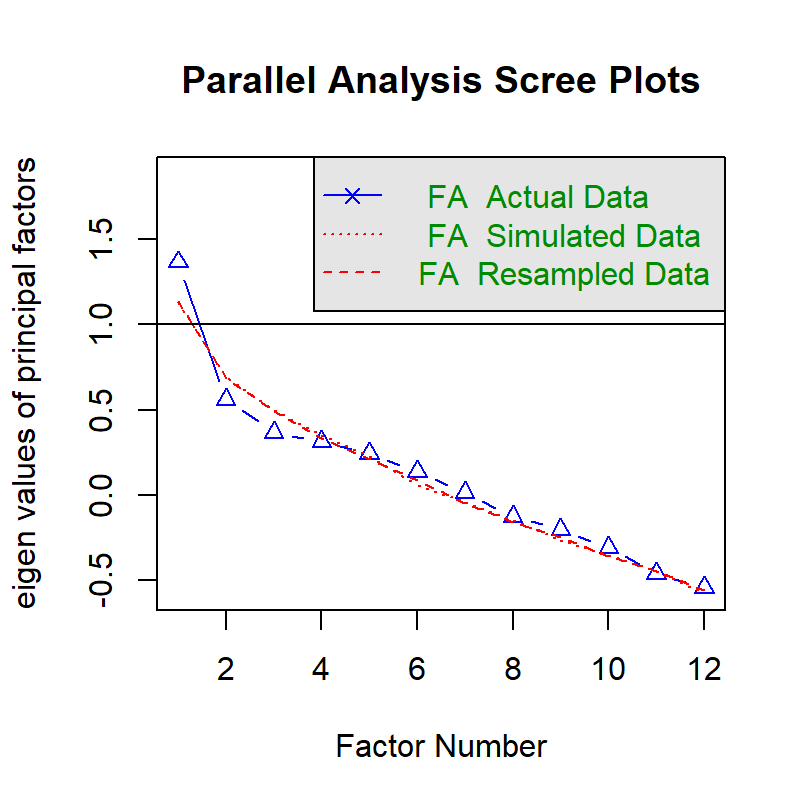 Parallel Analysis Scree Plots
FA Actual Data
FA Simulated Data
FA Resampled Data
eigen values of principal factors
1.5
1.0
0.5
0.0
-0.5
2 4 6 8 10 12
Factor Number